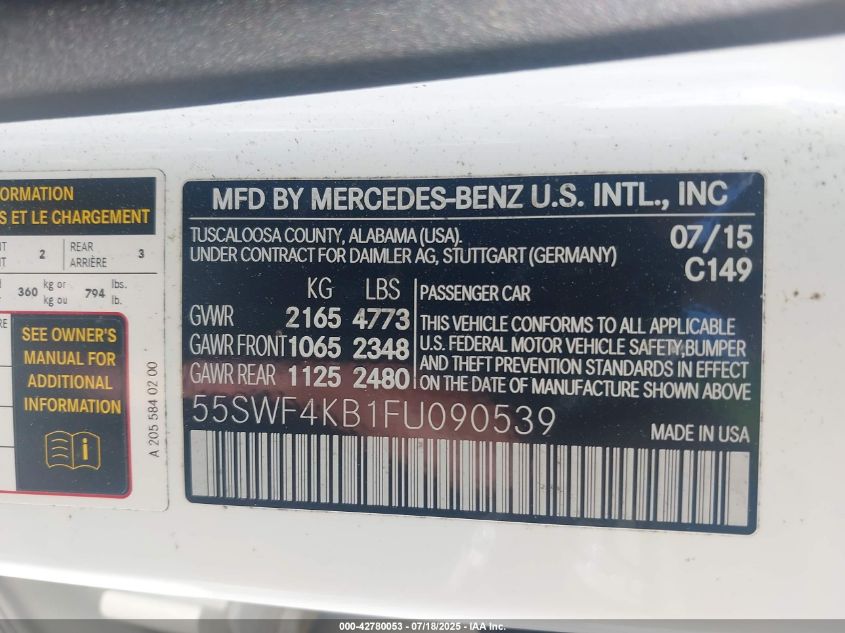 ORMATION
S ET LE CHARGEMENT
2 REAR ARRIÈRE 3
360 kg or kg ou 794 lbs. lb.
SEE OWNER'S
MANUAL FOR
ADDITIONAL
INFORMATION
A 205 584 02 00
MFD BY MERCEDES-BENZ U.S. INTL., INC
TUSCALOOSA COUNTY, ALABAMA (USA). 07/15
UNDER CONTRACT FOR DAIMLER AG, STUTTGART (GERMANY) C149
KG LBS
GVWR 2165 4773
GAWR FRONT 1065 2348
GAWR REAR 1125 2480
PASSENGER CAR
THIS VEHICLE CONFORMS TO ALL APPLICABLE
U.S. FEDERAL MOTOR VEHICLE SAFETY,BUMPER
AND THEFT PREVENTION STANDARDS IN EFFECT
ON THE DATE OF MANUFACTURE SHOWN ABOVE
55SWF4KB1FU090539
MADE IN USA
000-42780053 - 07/18/2025 - IAA Inc.